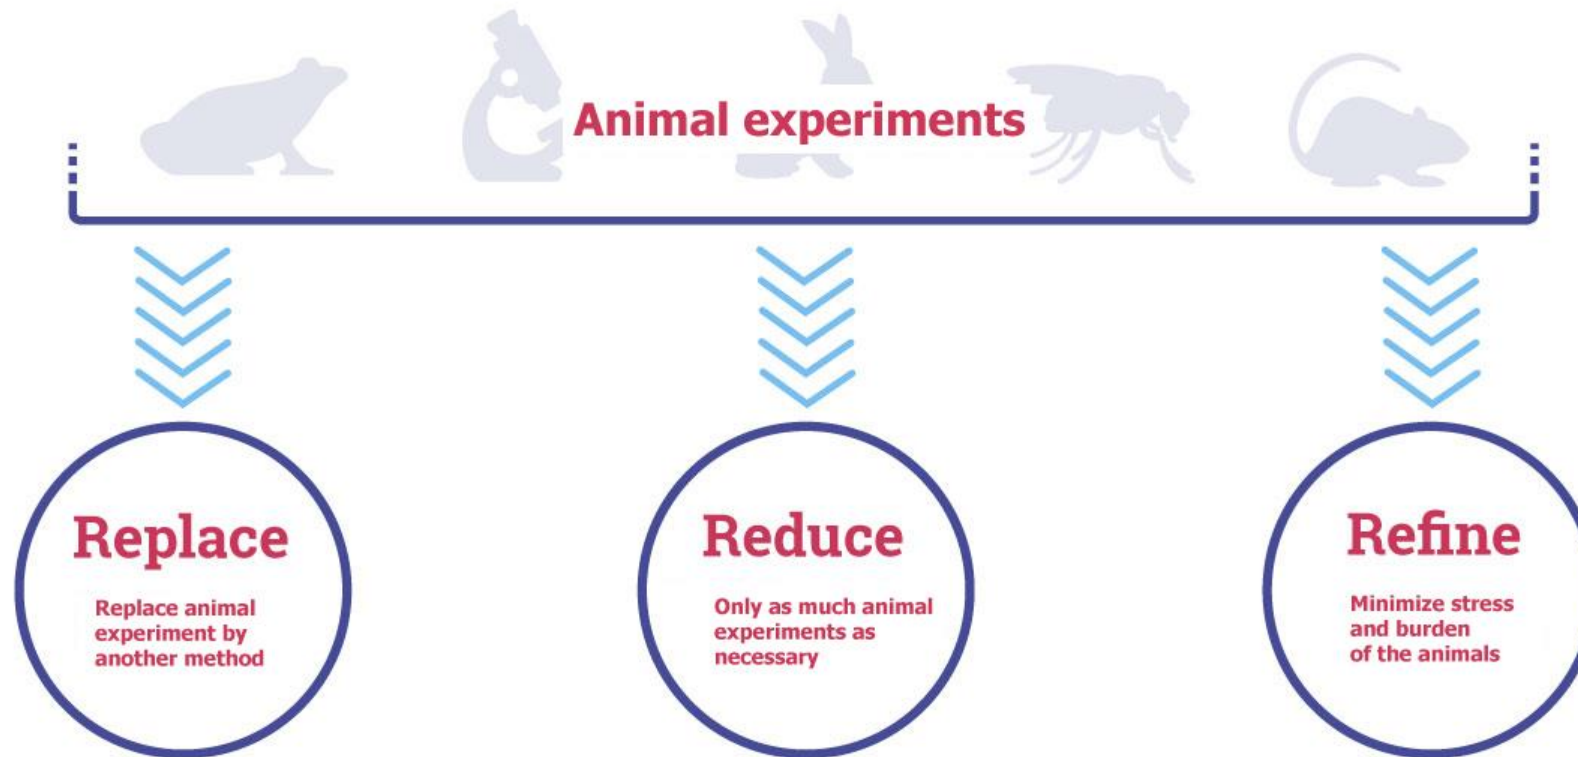 Animal experiments
Replace
Replace animal
experiment by
another method
Reduce
Only as much animal
experiments as
necessary
Refine
Minimize stress
and burden
of the animals